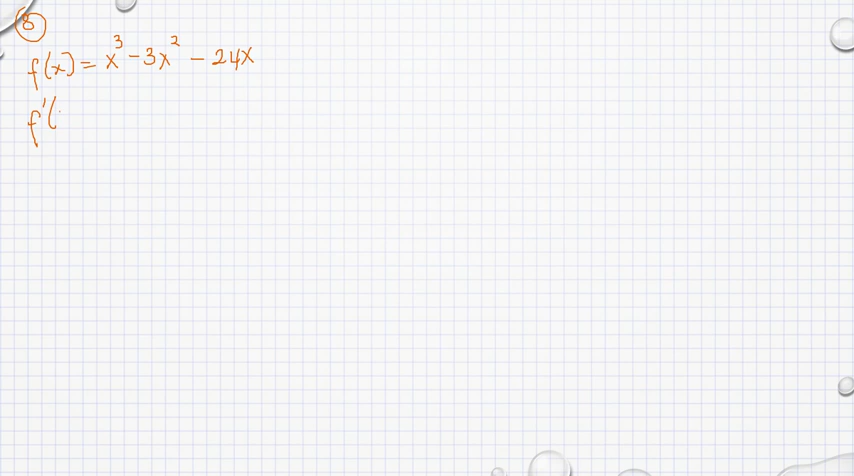 8
f(x) = x³ - 3x² - 24x
f'(